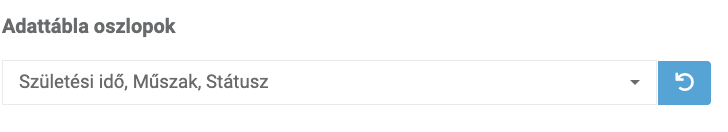 Adattábla oszlopok
Születési idő, Műszak, Státusz